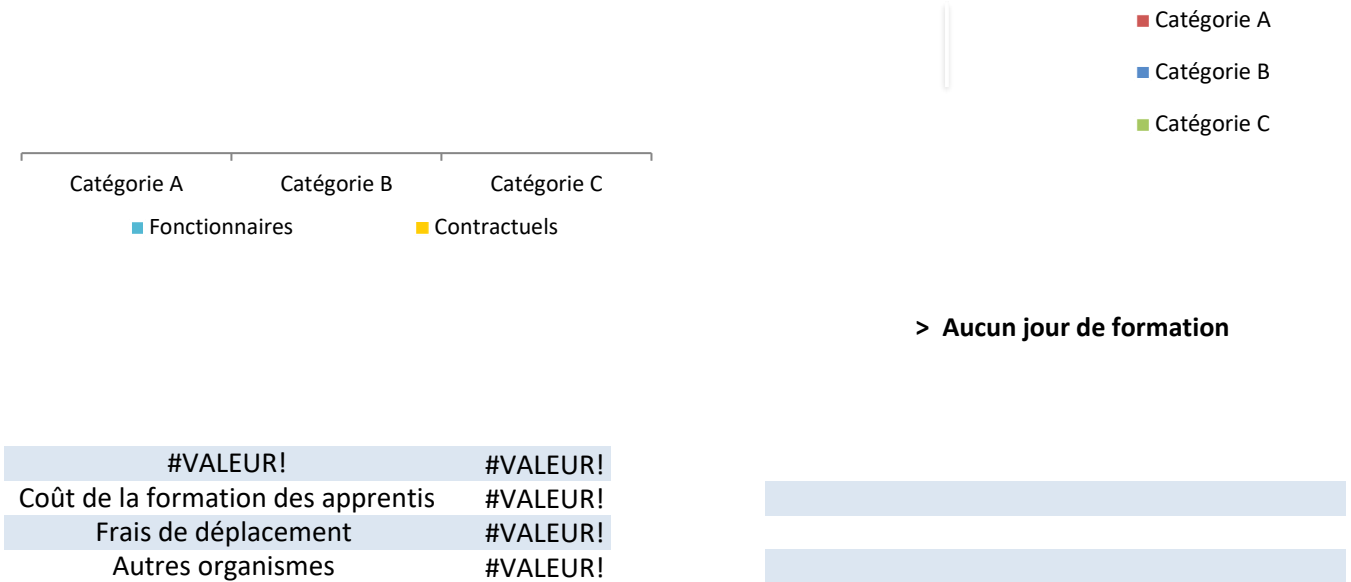 Catégorie A
Catégorie B
Catégorie C
Catégorie A Catégorie B Catégorie C
Fonctionnaires Contractuels
> Aucun jour de formation
#VALEUR! #VALEUR!
Coût de la formation des apprentis #VALEUR!
Frais de déplacement #VALEUR!
Autres organismes #VALEUR!